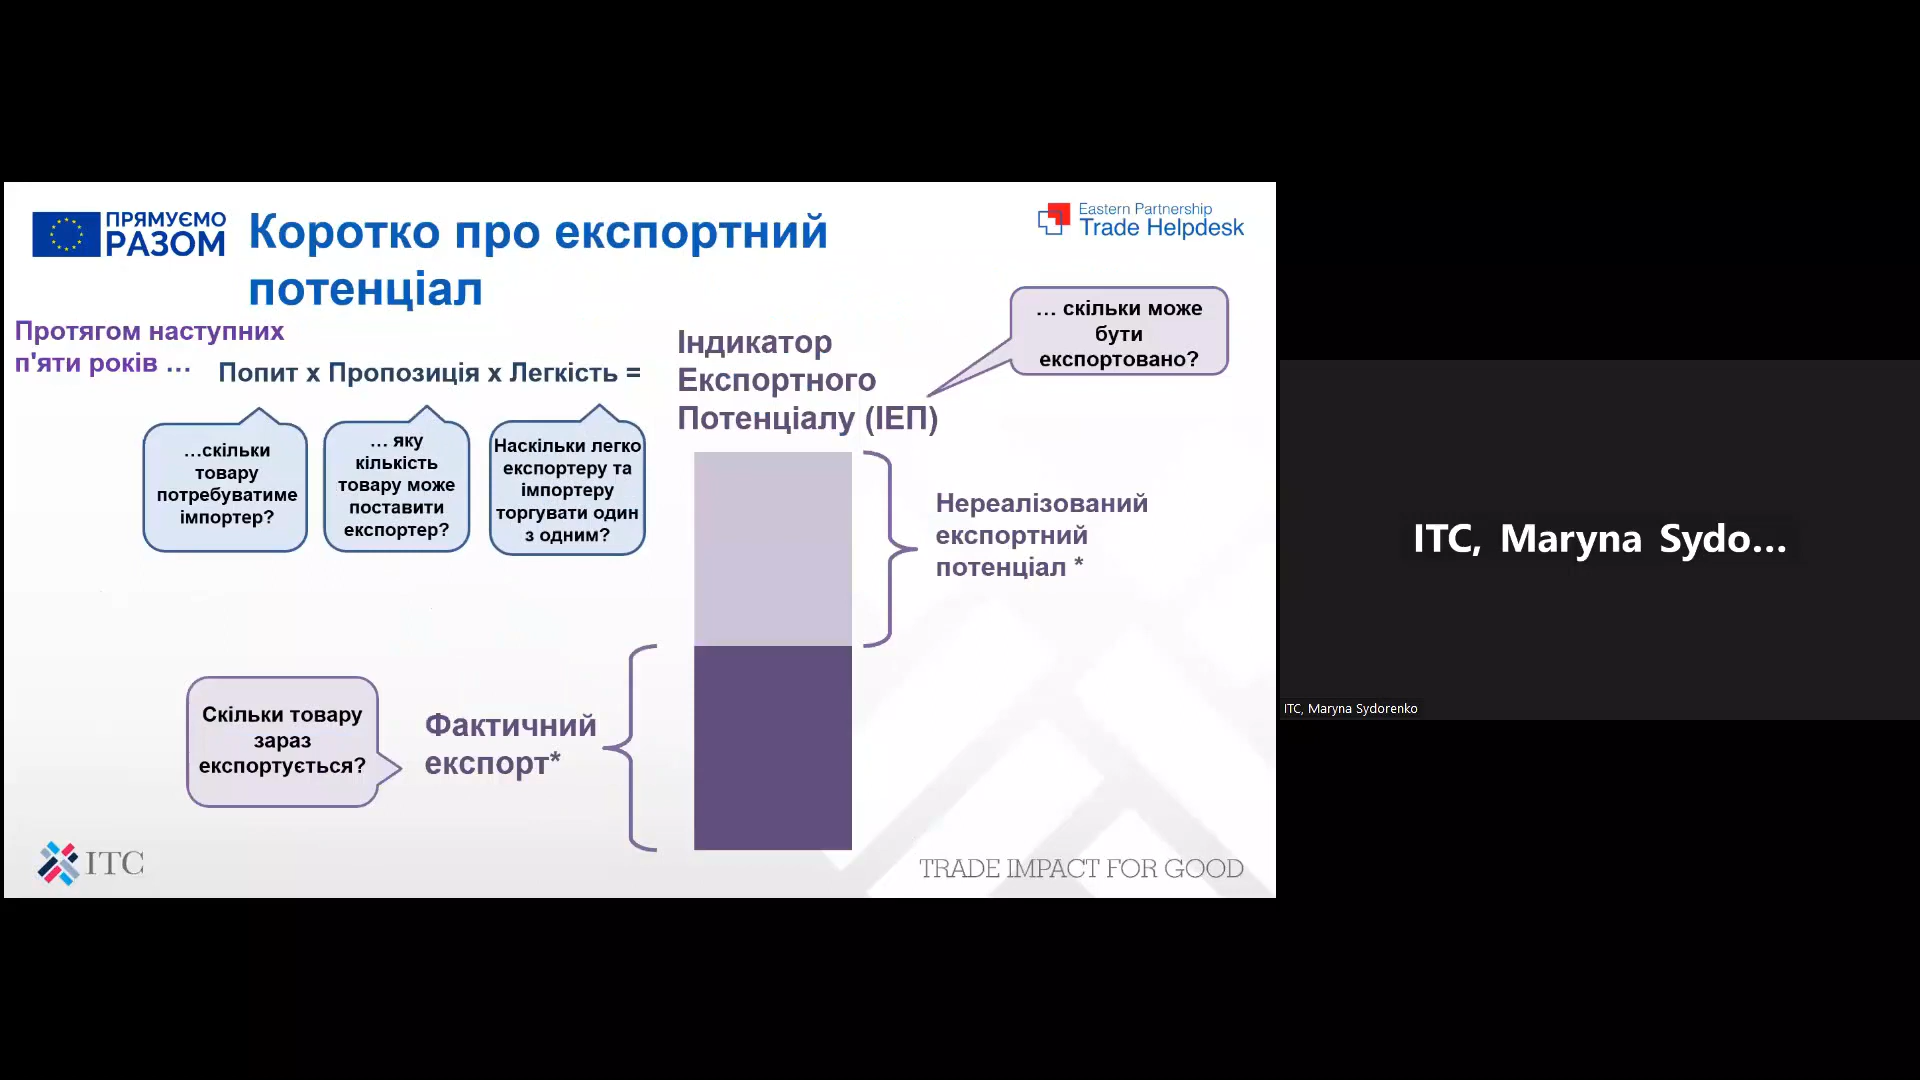 ПРЯМУЄМО
РАЗОМ
Коротко про експортний
потенціал
Eastern Partnership
Trade Helpdesk
Протягом наступних
п'яти років …
Попит х Пропозиція х Легкість =
…скільки
товару
потребуватиме
імпортер?
… яку
кількість
товару може
поставити
експортер?
Наскільки легко
експортеру та
імпортеру
торгувати один
з одним?
Індикатор
Експортного
Потенціалу (ІЕП)
… скільки може
бути
експортовано?
Нереалізований
експортний
потенціал *
Скільки товару
зараз
експортується?
Фактичний
експорт*
ITC
TRADE IMPACT FOR GOOD
ITC, Maryna Sydo...
ITC, Maryna Sydorenko